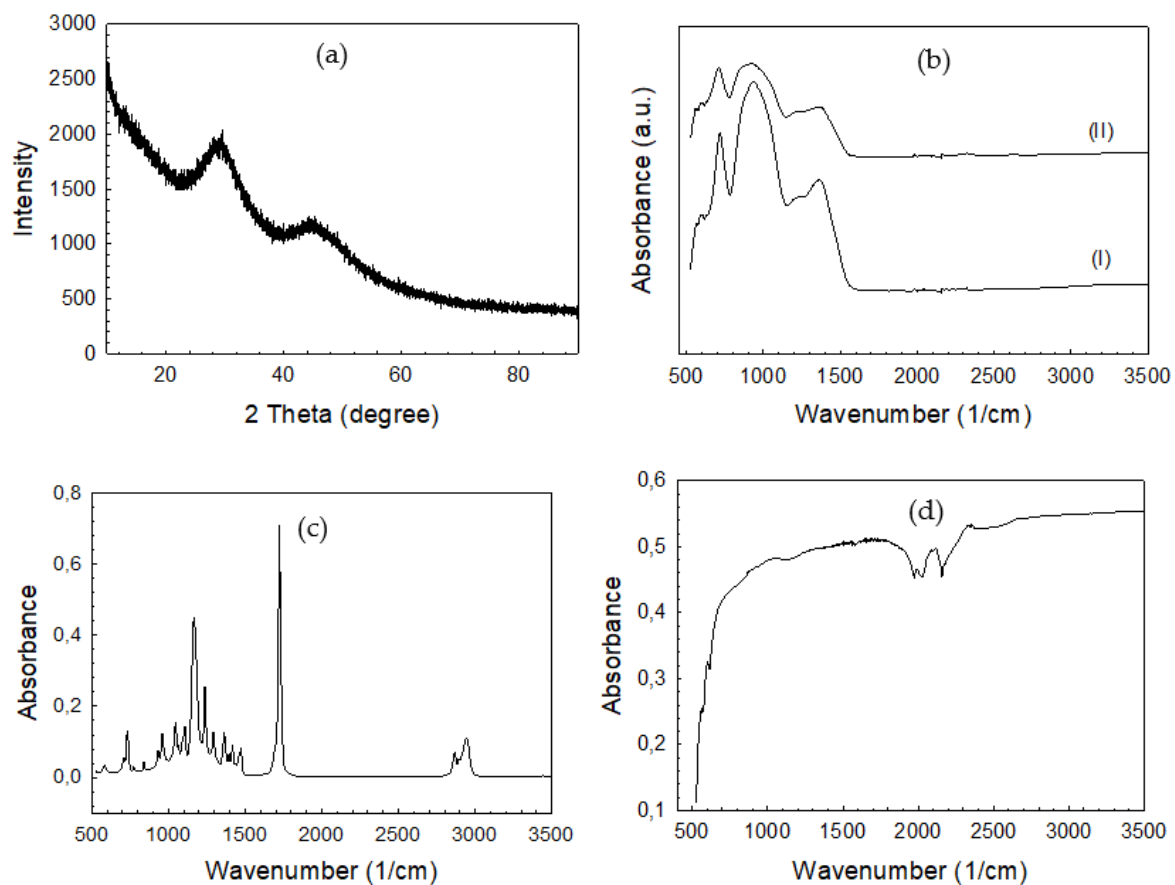 (a)
Intensity
3000
2500
2000
1500
1000
500
0
20 40 60 80
2 Theta (degree)
(b)
Absorbance (a.u.)
(II)
(I)
500 1000 1500 2000 2500 3000 3500
Wavenumber (1/cm)
(c)
Absorbance
0,8
0,6
0,4
0,2
0,0
500 1000 1500 2000 2500 3000 3500
Wavenumber (1/cm)
(d)
Absorbance
0,6
0,5
0,4
0,3
0,2
0,1
500 1000 1500 2000 2500 3000 3500
Wavenumber (1/cm)